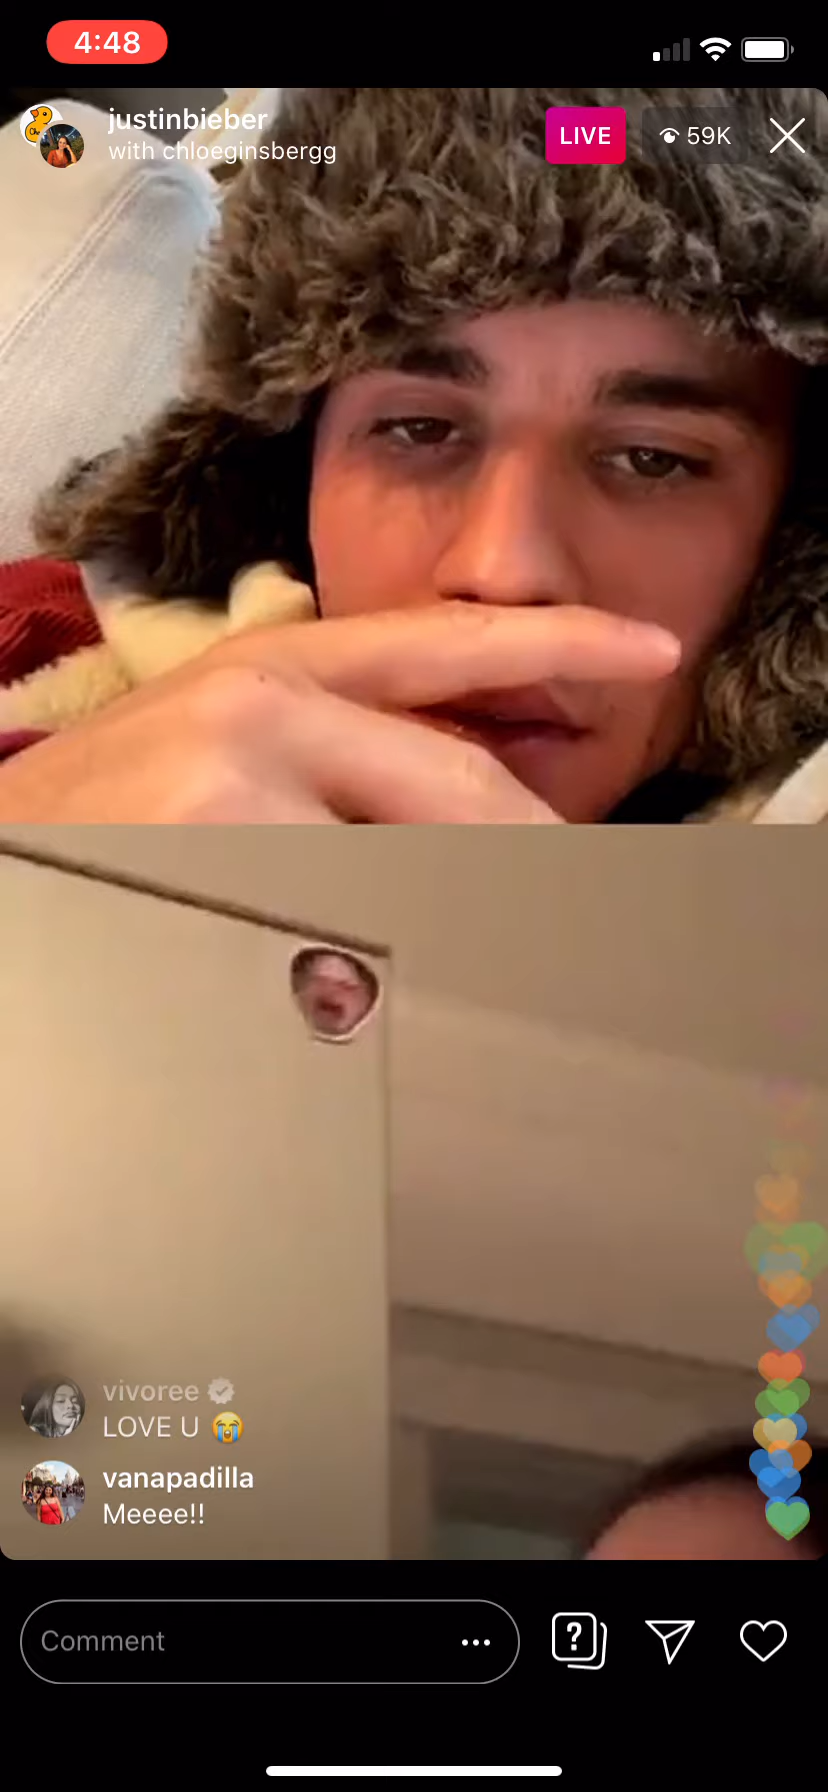 4:48
justinbieber
with chloeginsbergg
LIVE
59K
vivoree
LOVE U 😭
vanapadilla
Meeee!!
Comment
?